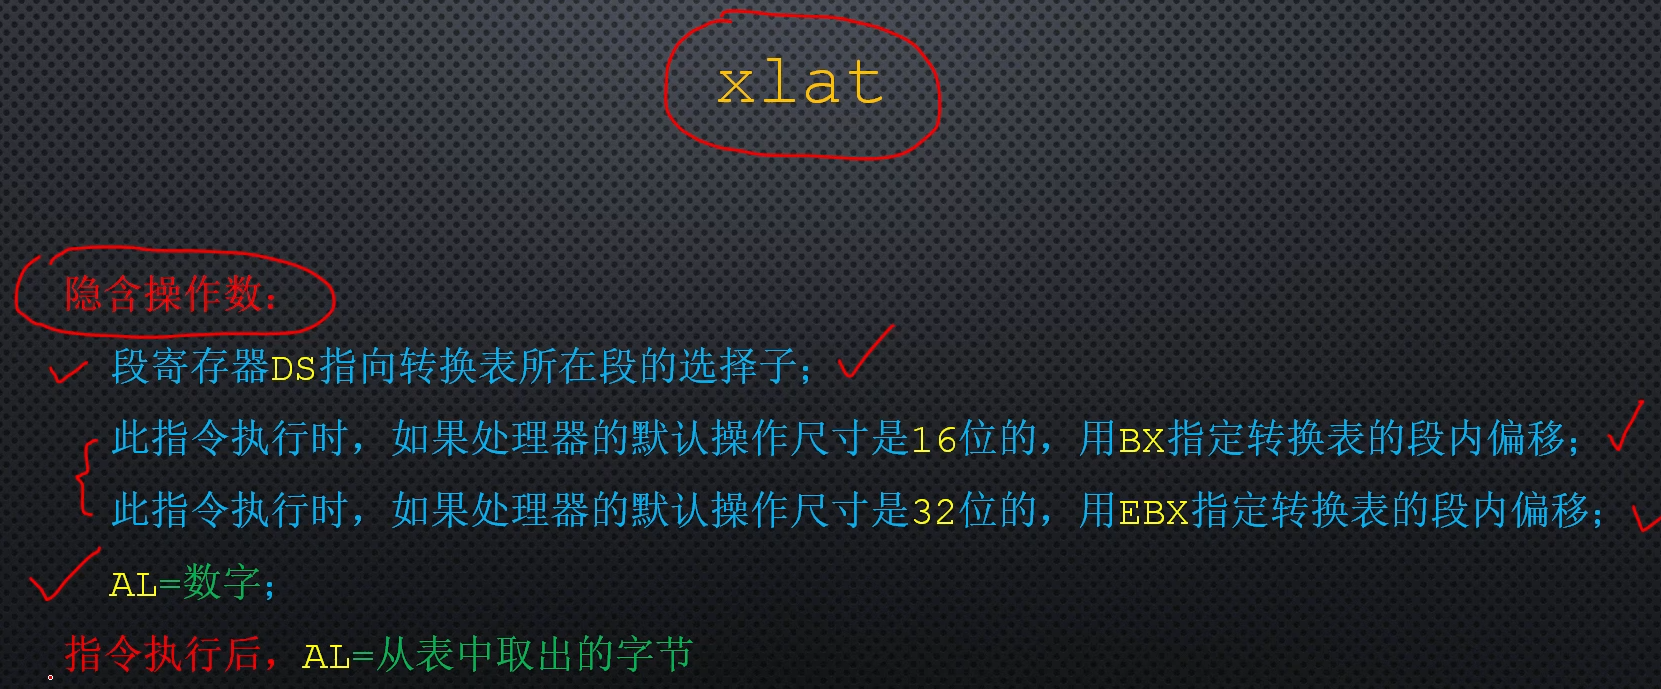 xlat
隐含操作数：
段寄存器DS指向转换表所在段的选择子；
此指令执行时，如果处理器的默认操作尺寸是16位的，用BX指定转换表的段内偏移；
此指令执行时，如果处理器的默认操作尺寸是32位的，用EBX指定转换表的段内偏移；
AL=数字；
指令执行后，AL=从表中取出的字节